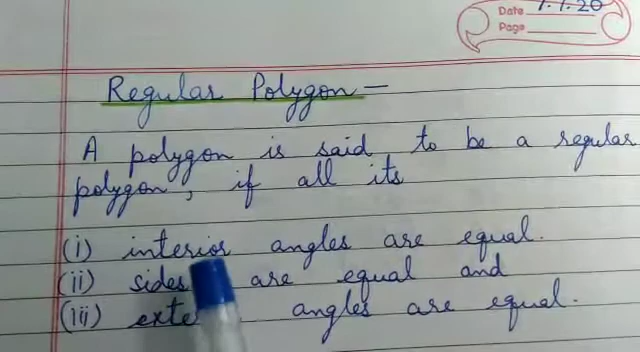 Date 7.7.20
Page
Regular Polygon —
A polygon is said to be a regular
polygon, if all its
(i) interior angles are equal.
(ii) sides are equal and
(iii) angles are equal.